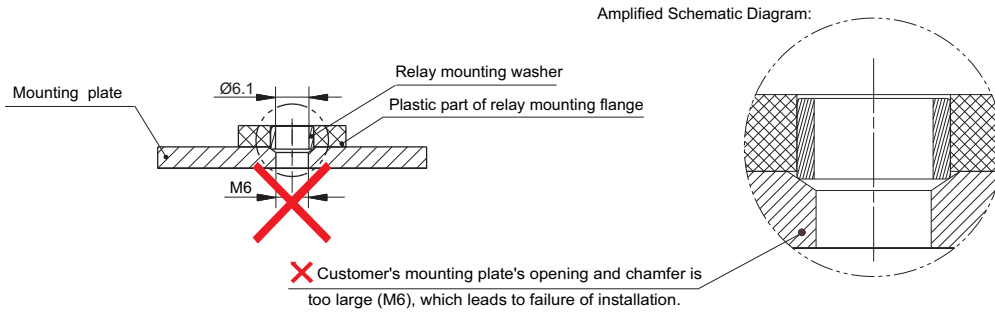 Amplified Schematic Diagram:
Relay mounting washer
Ø6.1
Mounting plate
Plastic part of relay mounting flange
M6
Customer's mounting plate's opening and chamfer is
too large (M6), which leads to failure of installation.